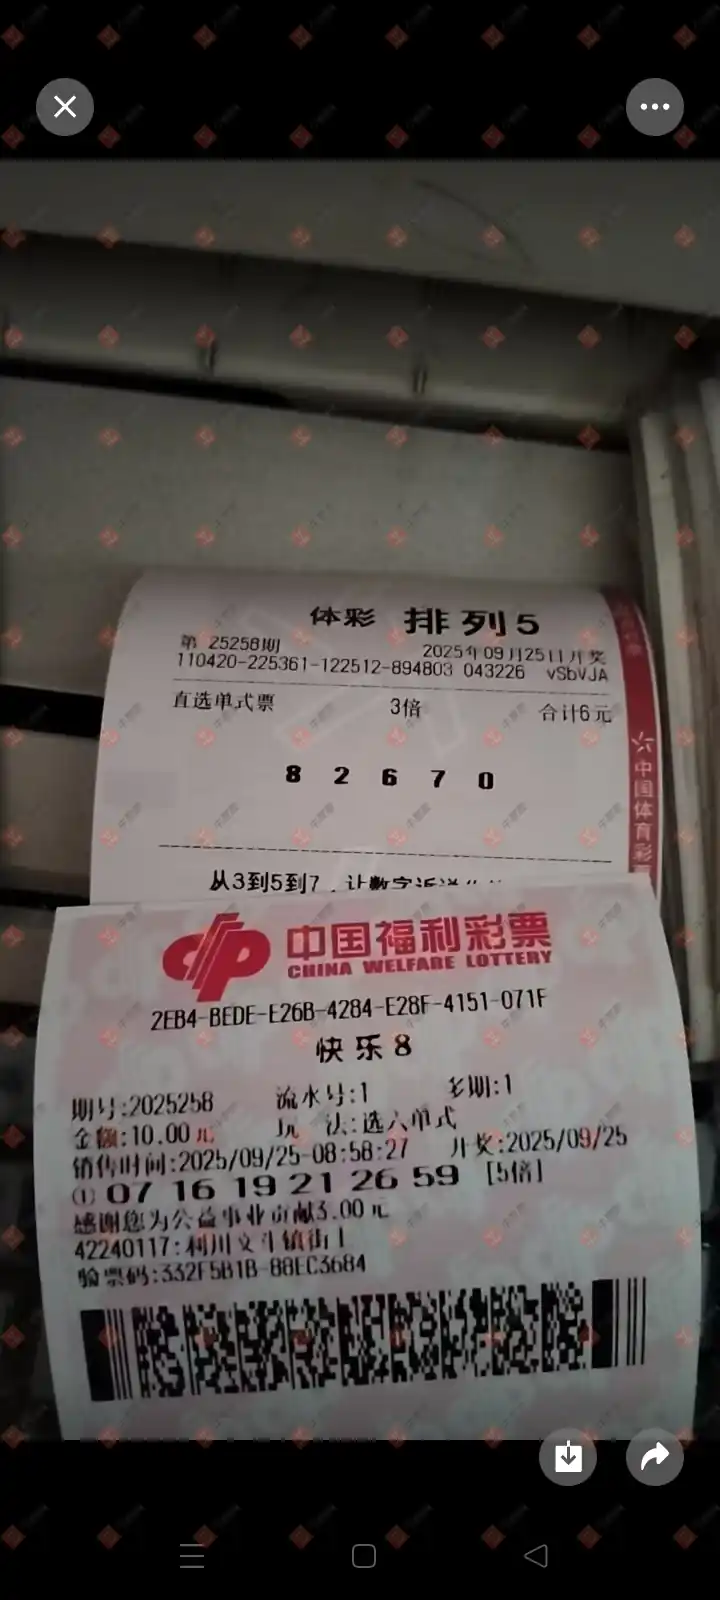 体彩 排列5
第 25258期 2025年09月25日开奖
110420-225361-122512-894803 043226 vSbVJA
直选单式票 3倍 合计6元
8 2 6 7 0
从3到5到7，让数字
中国体育彩票
中国福利彩票
CHINA WELFARE LOTTERY
2EB4-BEDE-E26B-4284-E28F-4151-071F
快乐8
期号:2025258 流水号:1 多期:1
金额:10.00元 玩 法:选六单式
销售时间:2025/09/25-08:58:27 开奖:2025/09/25
① 07 16 19 21 26 59 [5倍]
感谢您为公益事业贡献3.00元
42240117:利川文斗镇街
验票码:332F5B1B-88EC3684